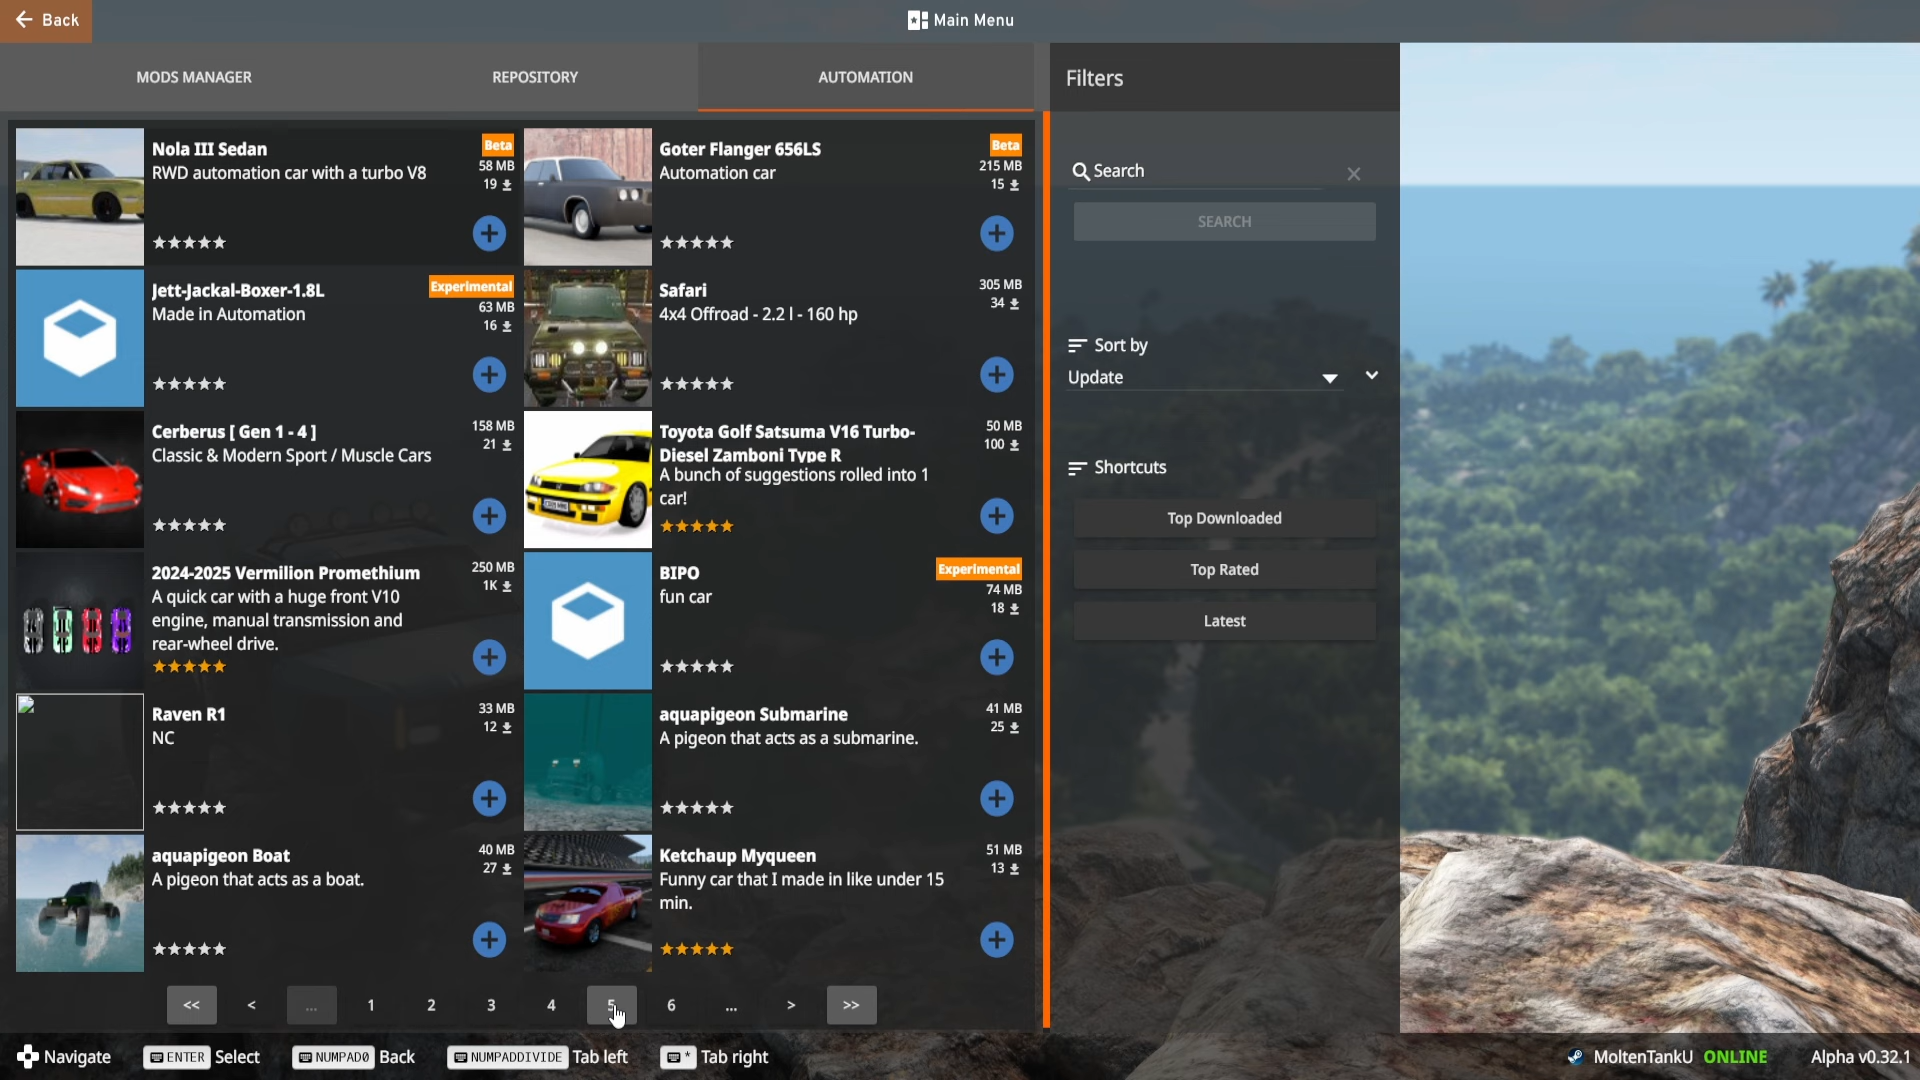 Back
Main Menu
MODS MANAGER
REPOSITORY
AUTOMATION
Filters
Nola III Sedan
RWD automation car with a turbo V8
Beta
58 MB
19
Goter Flanger 656LS
Automation car
Beta
215 MB
15
Jett-Jackal-Boxer-1.8L
Made in Automation
Experimental
63 MB
16
Safari
4x4 Offroad - 2.2 l - 160 hp
305 MB
34
Cerberus [ Gen 1 - 4 ]
Classic & Modern Sport / Muscle Cars
158 MB
21
Toyota Golf Satsuma V16 Turbo-
Diesel Zamboni Type R
A bunch of suggestions rolled into 1
car!
50 MB
100
2024-2025 Vermilion Promethium
A quick car with a huge front V10
engine, manual transmission and
rear-wheel drive.
250 MB
1K
BIPO
fun car
Experimental
74 MB
18
Raven R1
NC
33 MB
12
aquapigeon Submarine
A pigeon that acts as a submarine.
41 MB
25
aquapigeon Boat
A pigeon that acts as a boat.
40 MB
27
Ketchaup Myqueen
Funny car that I made in like under 15
min.
51 MB
13
<< < ... 1 2 3 4 5 6 ... > >>
Search
SEARCH
Sort by
Update
Shortcuts
Top Downloaded
Top Rated
Latest
Navigate
ENTER Select
NUMPAD0 Back
NUMPADDIVIDE Tab left
* Tab right
MoltenTankU ONLINE
Alpha v0.32.1